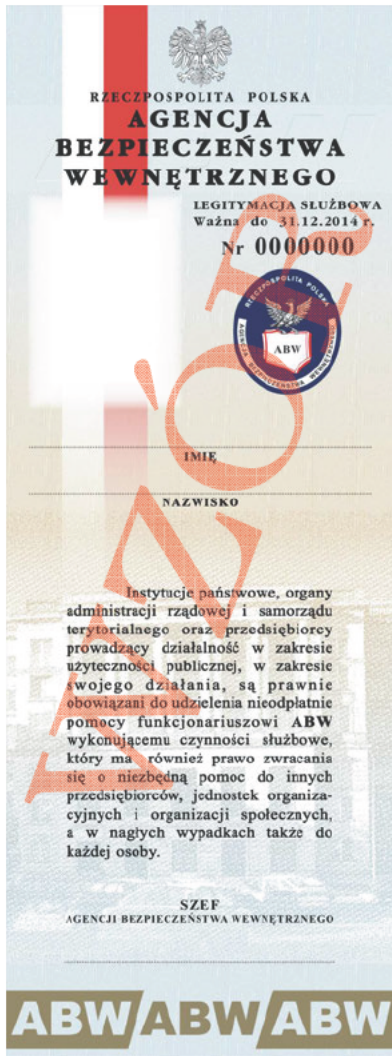 RZECZPOSPOLITA POLSKA
AGENCJA
BEZPIECZEŃSTWA
WEWNĘTRZNEGO
LEGITYMACJA SŁUŻBOWA
Ważna do 31.12.2014 r.
Nr 0000000
RZECZPOSPOLITA POLSKA
ABW
AGENCJA BEZPIECZEŃSTWA WEWNĘTRZNEGO
IMIĘ
NAZWISKO
WZÓR
Instytucje państwowe, organy
administracji rządowej i samorządu
terytorialnego oraz przedsiębiorcy
prowadzący działalność w zakresie
użyteczności publicznej, w zakresie
swojego działania, są prawnie
obowiązani do udzielenia nieodpłatnie
pomocy funkcjonariuszowi ABW
wykonującemu czynności służbowe,
który ma również prawo zwracania
się o niezbędną pomoc do innych
przedsiębiorców, jednostek organiza-
cyjnych i organizacji społecznych,
a w nagłych wypadkach także do
każdej osoby.
SZEF
AGENCJI BEZPIECZEŃSTWA WEWNĘTRZNEGO
ABW/ABW/ABW